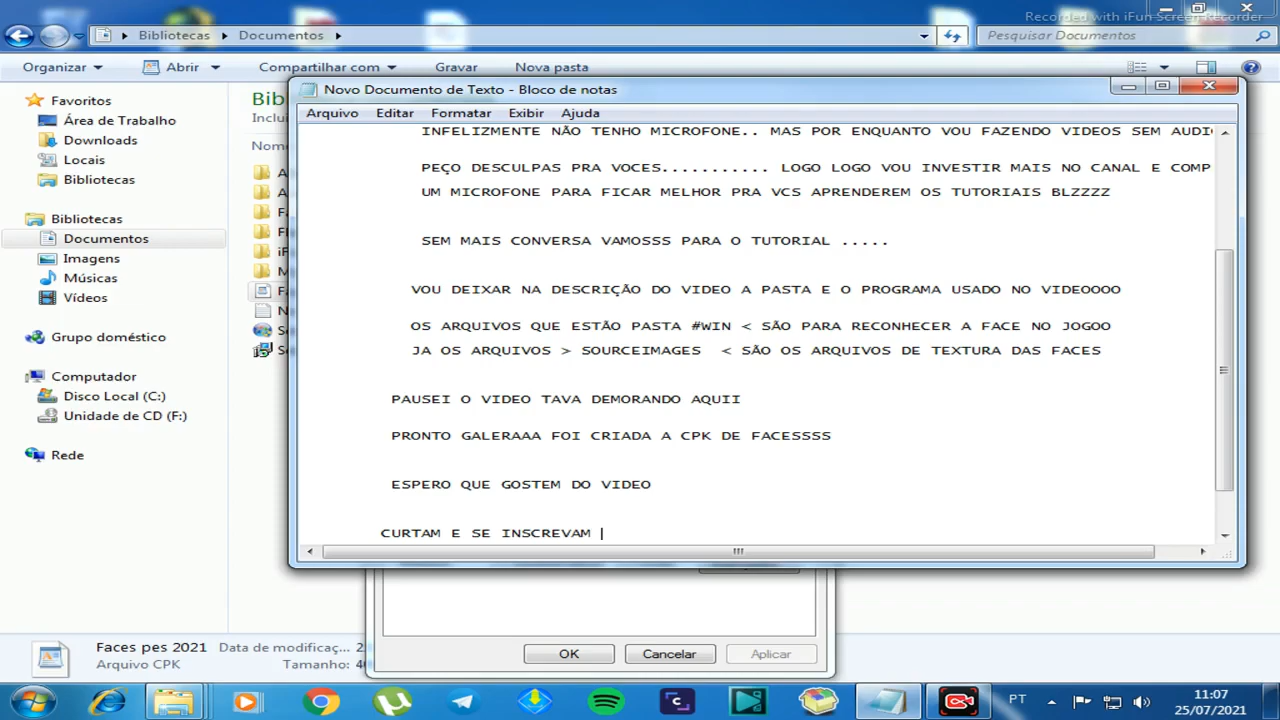 Recorded with iFun Screen Recorder
Bibliotecas Documentos
Pesquisar Documentos
Organizar Abrir Compartilhar com Gravar Nova pasta
Favoritos
Área de Trabalho
Downloads
Locais
Bibliotecas
Bibliotecas
Documentos
Imagens
Músicas
Vídeos
Grupo doméstico
Computador
Disco Local (C:)
Unidade de CD (F:)
Rede
Novo Documento de Texto - Bloco de notas
Arquivo Editar Formatar Exibir Ajuda
INFELIZMENTE NÃO TENHO MICROFONE.. MAS POR ENQUANTO VOU FAZENDO VIDEOS SEM AUDI
PEÇO DESCULPAS PRA VOCES........... LOGO LOGO VOU INVESTIR MAIS NO CANAL E COMP
UM MICROFONE PARA FICAR MELHOR PRA VCS APRENDEREM OS TUTORIAIS BLZZZZ
SEM MAIS CONVERSA VAMOSSS PARA O TUTORIAL .....
VOU DEIXAR NA DESCRIÇÃO DO VIDEO A PASTA E O PROGRAMA USADO NO VIDEOOOO
OS ARQUIVOS QUE ESTÃO PASTA #WIN < SÃO PARA RECONHECER A FACE NO JOGOO
JA OS ARQUIVOS > SOURCEIMAGES < SÃO OS ARQUIVOS DE TEXTURA DAS FACES
PAUSEI O VIDEO TAVA DEMORANDO AQUII
PRONTO GALERAAA FOI CRIADA A CPK DE FACESSSS
ESPERO QUE GOSTEM DO VIDEO
CURTAM E SE INSCREVAM
OK Cancelar Aplicar
Faces pes 2021 Data de modificaç...
Arquivo CPK Tamanho:
PT
11:07
25/07/2021